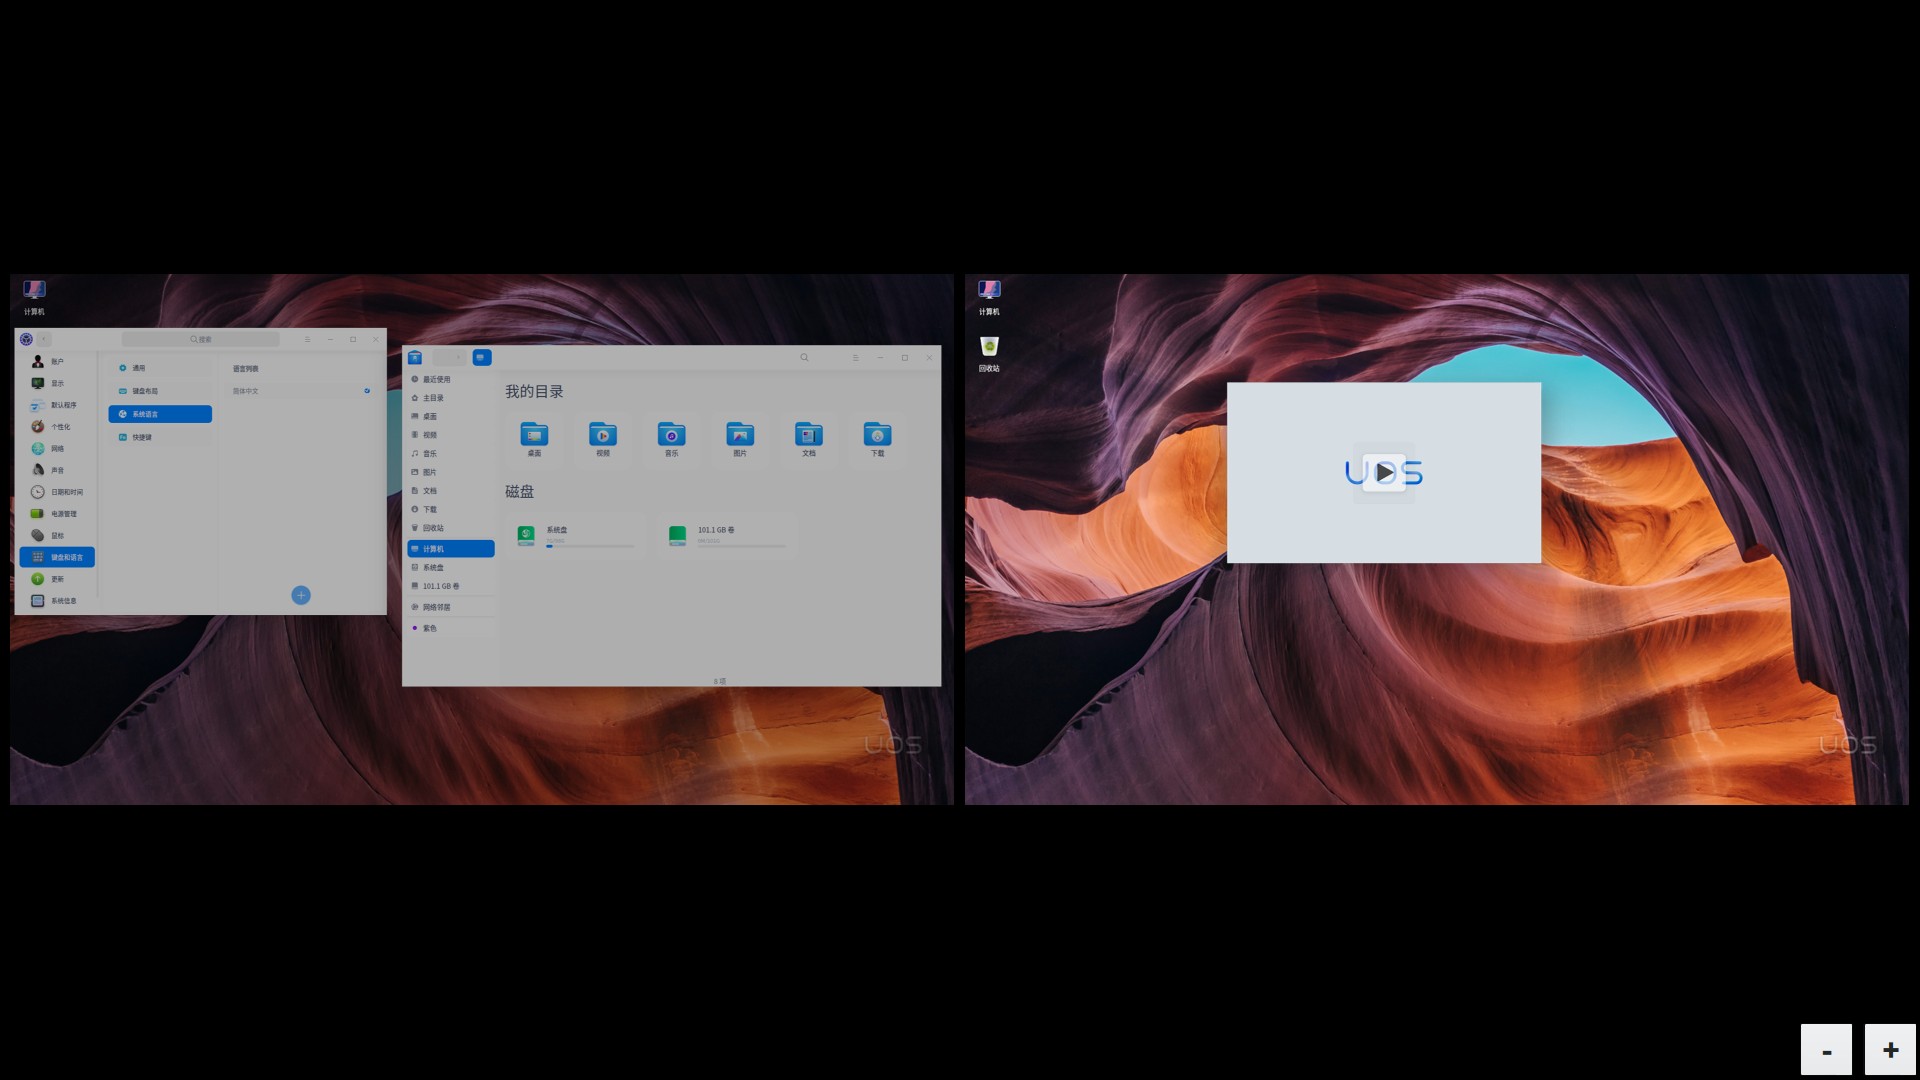 计算机
搜索
账户
显示
默认程序
个性化
网络
声音
日期和时间
电源管理
鼠标
键盘和语言
更新
系统信息
通用
键盘布局
系统语言
快捷键
语言列表
简体中文
最近使用
主目录
桌面
视频
音乐
图片
文档
下载
回收站
计算机
系统盘
101.1 GB 卷
网络邻居
紫色
我的目录
桌面
视频
音乐
图片
文档
下载
磁盘
系统盘
101.1 GB 卷
8 项
UOS
计算机
回收站
UOS
UOS
-
+